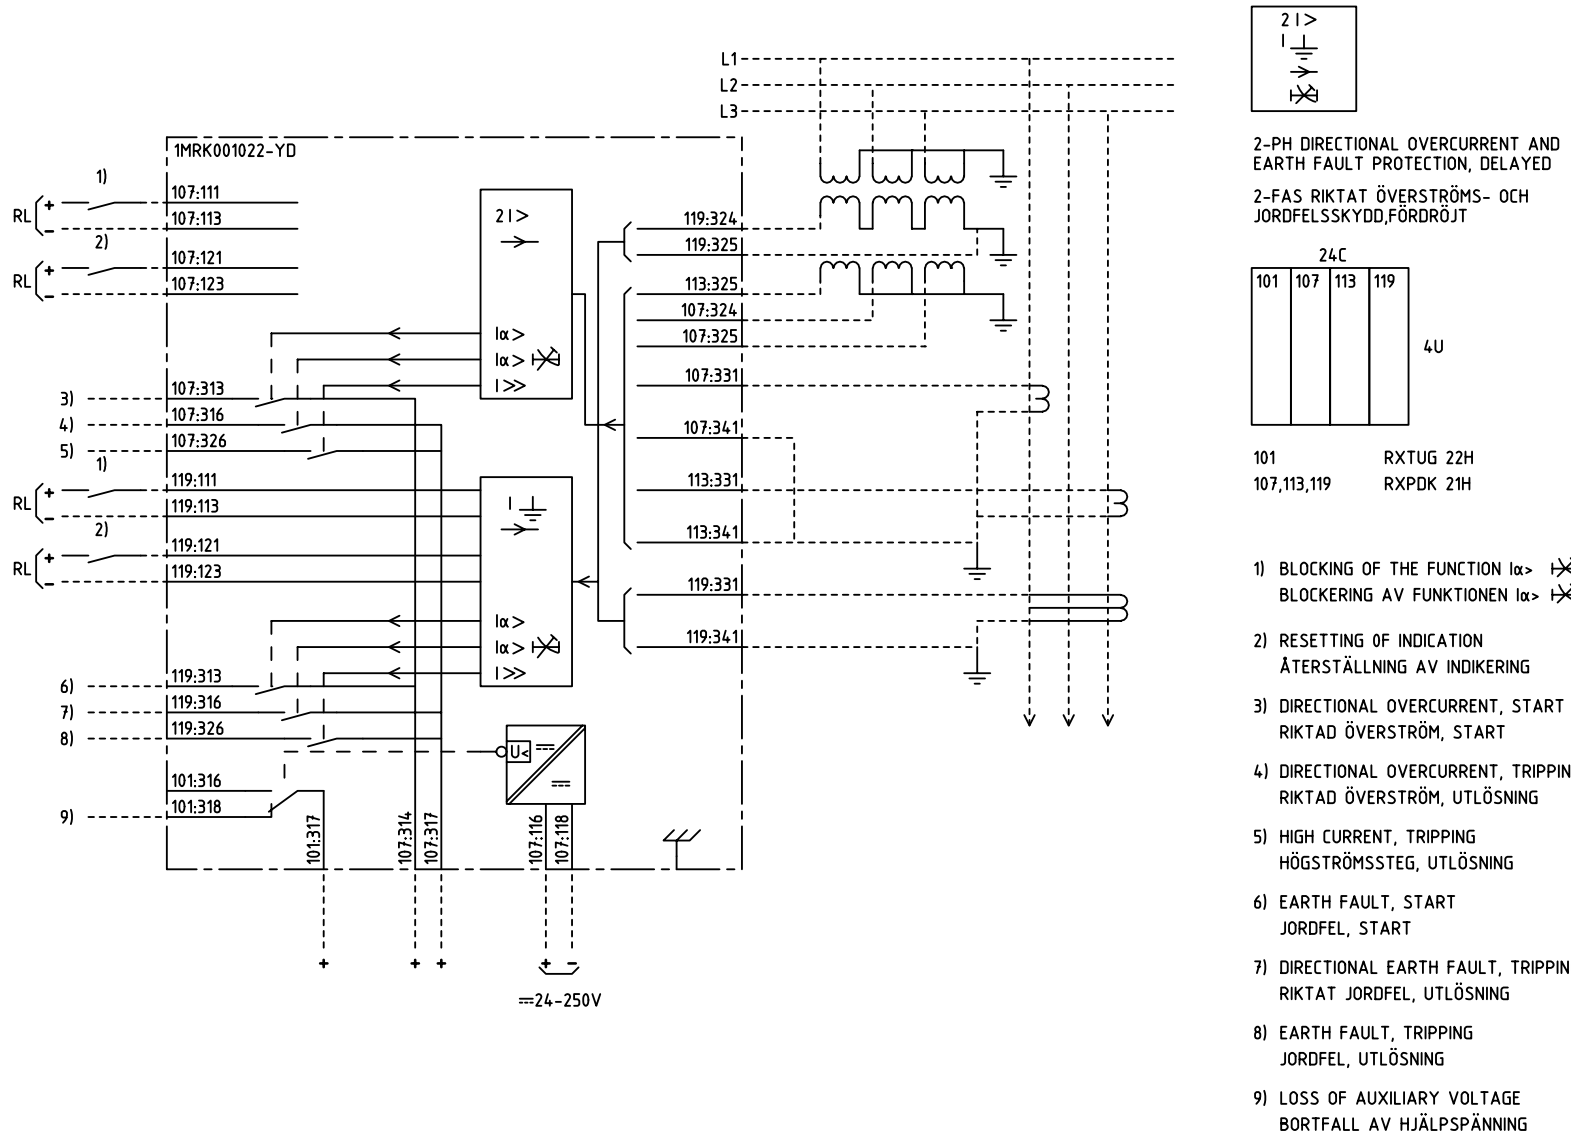 L1
L2
L3
1MRK001022-YD
1)
RL
+
107:111
-
107:113
2)
RL
+
107:121
-
107:123
2 I>
Iα>
Iα>
I>>
3)
107:313
4)
107:316
5)
107:326
1)
RL
+
119:111
-
119:113
2)
RL
+
119:121
-
119:123
I
Iα>
Iα>
I>>
6)
119:313
7)
119:316
8)
119:326
101:316
9)
101:318
U<
101:317
107:314
107:317
107:116
107:118
+
+
+
+
-
24-250V
119:324
119:325
113:325
107:324
107:325
107:331
107:341
113:331
113:341
119:331
119:341
2 I>
I
2-PH DIRECTIONAL OVERCURRENT AND
EARTH FAULT PROTECTION, DELAYED
2-FAS RIKTAT ÖVERSTRÖMS- OCH
JORDFELSSKYDD,FÖRDRÖJT
24C
101 107 113 119
4U
101 RXTUG 22H
107,113,119 RXPDK 21H
1) BLOCKING OF THE FUNCTION Iα>
BLOCKERING AV FUNKTIONEN Iα>
2) RESETTING OF INDICATION
ÅTERSTÄLLNING AV INDIKERING
3) DIRECTIONAL OVERCURRENT, START
RIKTAD ÖVERSTRÖM, START
4) DIRECTIONAL OVERCURRENT, TRIPPIN
RIKTAD ÖVERSTRÖM, UTLÖSNING
5) HIGH CURRENT, TRIPPING
HÖGSTRÖMSSTEG, UTLÖSNING
6) EARTH FAULT, START
JORDFEL, START
7) DIRECTIONAL EARTH FAULT, TRIPPIN
RIKTAT JORDFEL, UTLÖSNING
8) EARTH FAULT, TRIPPING
JORDFEL, UTLÖSNING
9) LOSS OF AUXILIARY VOLTAGE
BORTFALL AV HJÄLPSPÄNNING